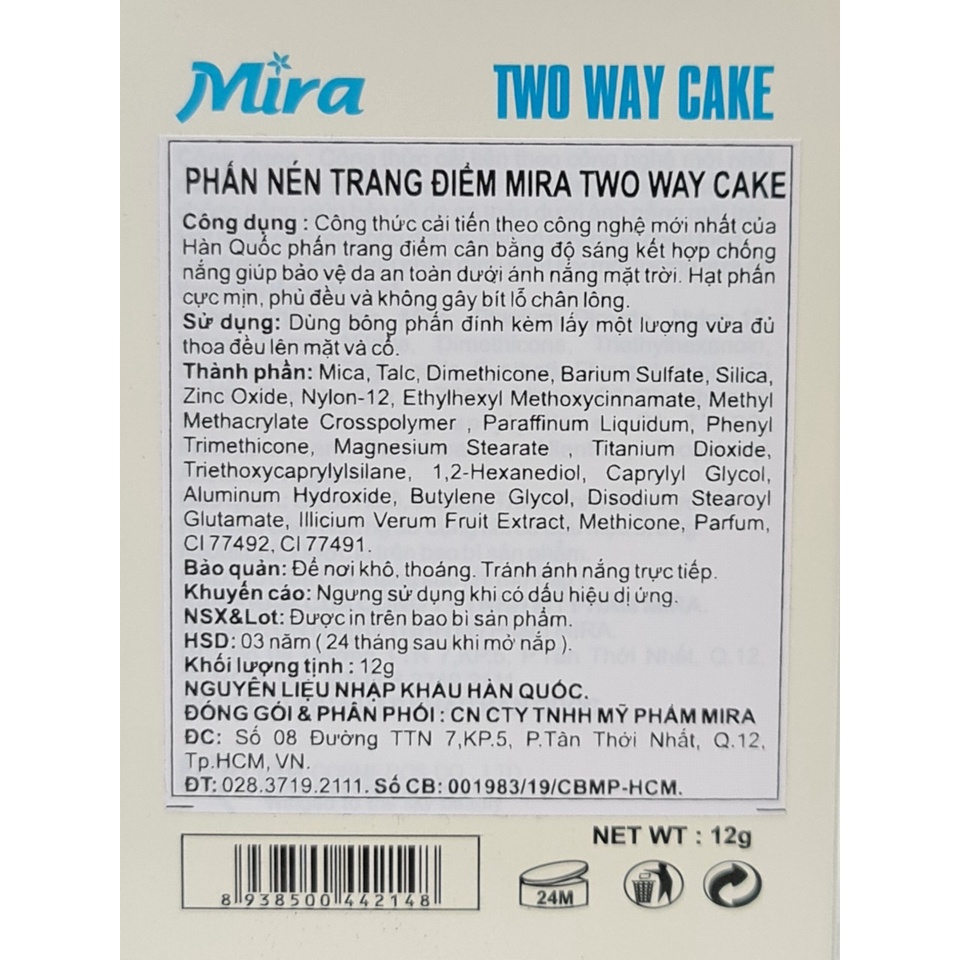 Mira TWO WAY CAKE
PHẤN NÉN TRANG ĐIỂM MIRA TWO WAY CAKE
Công dụng : Công thức cải tiến theo công nghệ mới nhất của
Hàn Quốc phấn trang điểm cân bằng độ sáng kết hợp chống
nắng giúp bảo vệ da an toàn dưới ánh nắng mặt trời. Hạt phấn
cực mịn, phủ đều và không gây bít lỗ chân lông.
Sử dụng: Dùng bông phấn đính kèm lấy một lượng vừa đủ
thoa đều lên mặt và cổ.
Thành phần: Mica, Talc, Dimethicone, Barium Sulfate, Silica,
Zinc Oxide, Nylon-12, Ethylhexyl Methoxycinnamate, Methyl
Methacrylate Crosspolymer , Paraffinum Liquidum, Phenyl
Trimethicone, Magnesium Stearate , Titanium Dioxide,
Triethoxycaprylylsilane, 1,2-Hexanediol, Caprylyl Glycol,
Aluminum Hydroxide, Butylene Glycol, Disodium Stearoyl
Glutamate, Illicium Verum Fruit Extract, Methicone, Parfum,
CI 77492, CI 77491.
Bảo quản: Để nơi khô, thoáng. Tránh ánh nắng trực tiếp.
Khuyến cáo: Ngưng sử dụng khi có dấu hiệu dị ứng.
NSX&Lot: Được in trên bao bì sản phẩm.
HSD: 03 năm ( 24 tháng sau khi mở nắp ).
Khối lượng tịnh : 12g
NGUYÊN LIỆU NHẬP KHẨU HÀN QUỐC.
ĐÓNG GÓI & PHÂN PHỐI : CN CTY TNHH MỸ PHẨM MIRA
ĐC: Số 08 Đường TTN 7,KP.5, P.Tân Thới Nhất, Q.12,
Tp.HCM, VN.
ĐT: 028.3719.2111. Số CB: 001983/19/CBMP-HCM.
NET WT : 12g
8 938500 442148
24M